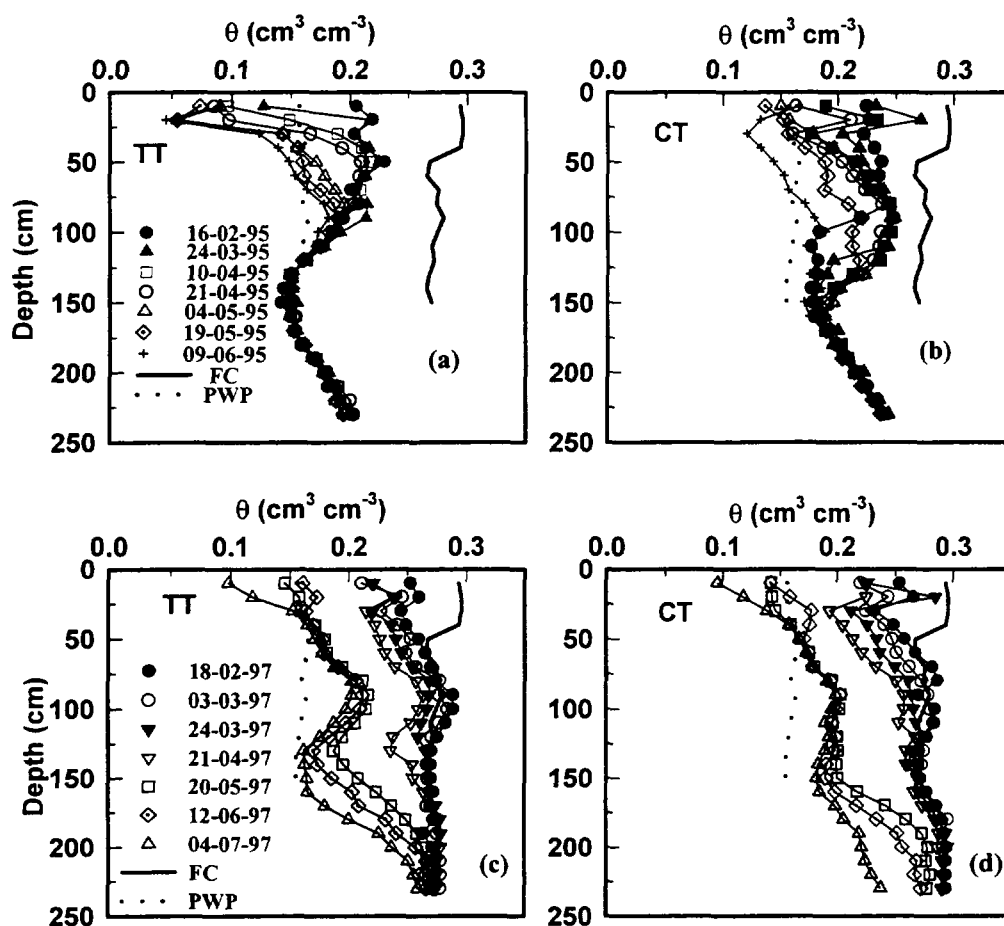 θ (cm³ cm⁻³)
0.0 0.1 0.2 0.3
0
50
100
150
200
250
Depth (cm)
TT
16-02-95
24-03-95
10-04-95
21-04-95
04-05-95
19-05-95
09-06-95
FC
PWP
(a)
θ (cm³ cm⁻³)
0.0 0.1 0.2 0.3
0
50
100
150
200
250
CT
(b)
θ (cm³ cm⁻³)
0.0 0.1 0.2 0.3
0
50
100
150
200
250
Depth (cm)
TT
18-02-97
03-03-97
24-03-97
21-04-97
20-05-97
12-06-97
04-07-97
FC
PWP
(c)
θ (cm³ cm⁻³)
0.0 0.1 0.2 0.3
0
50
100
150
200
250
CT
(d)